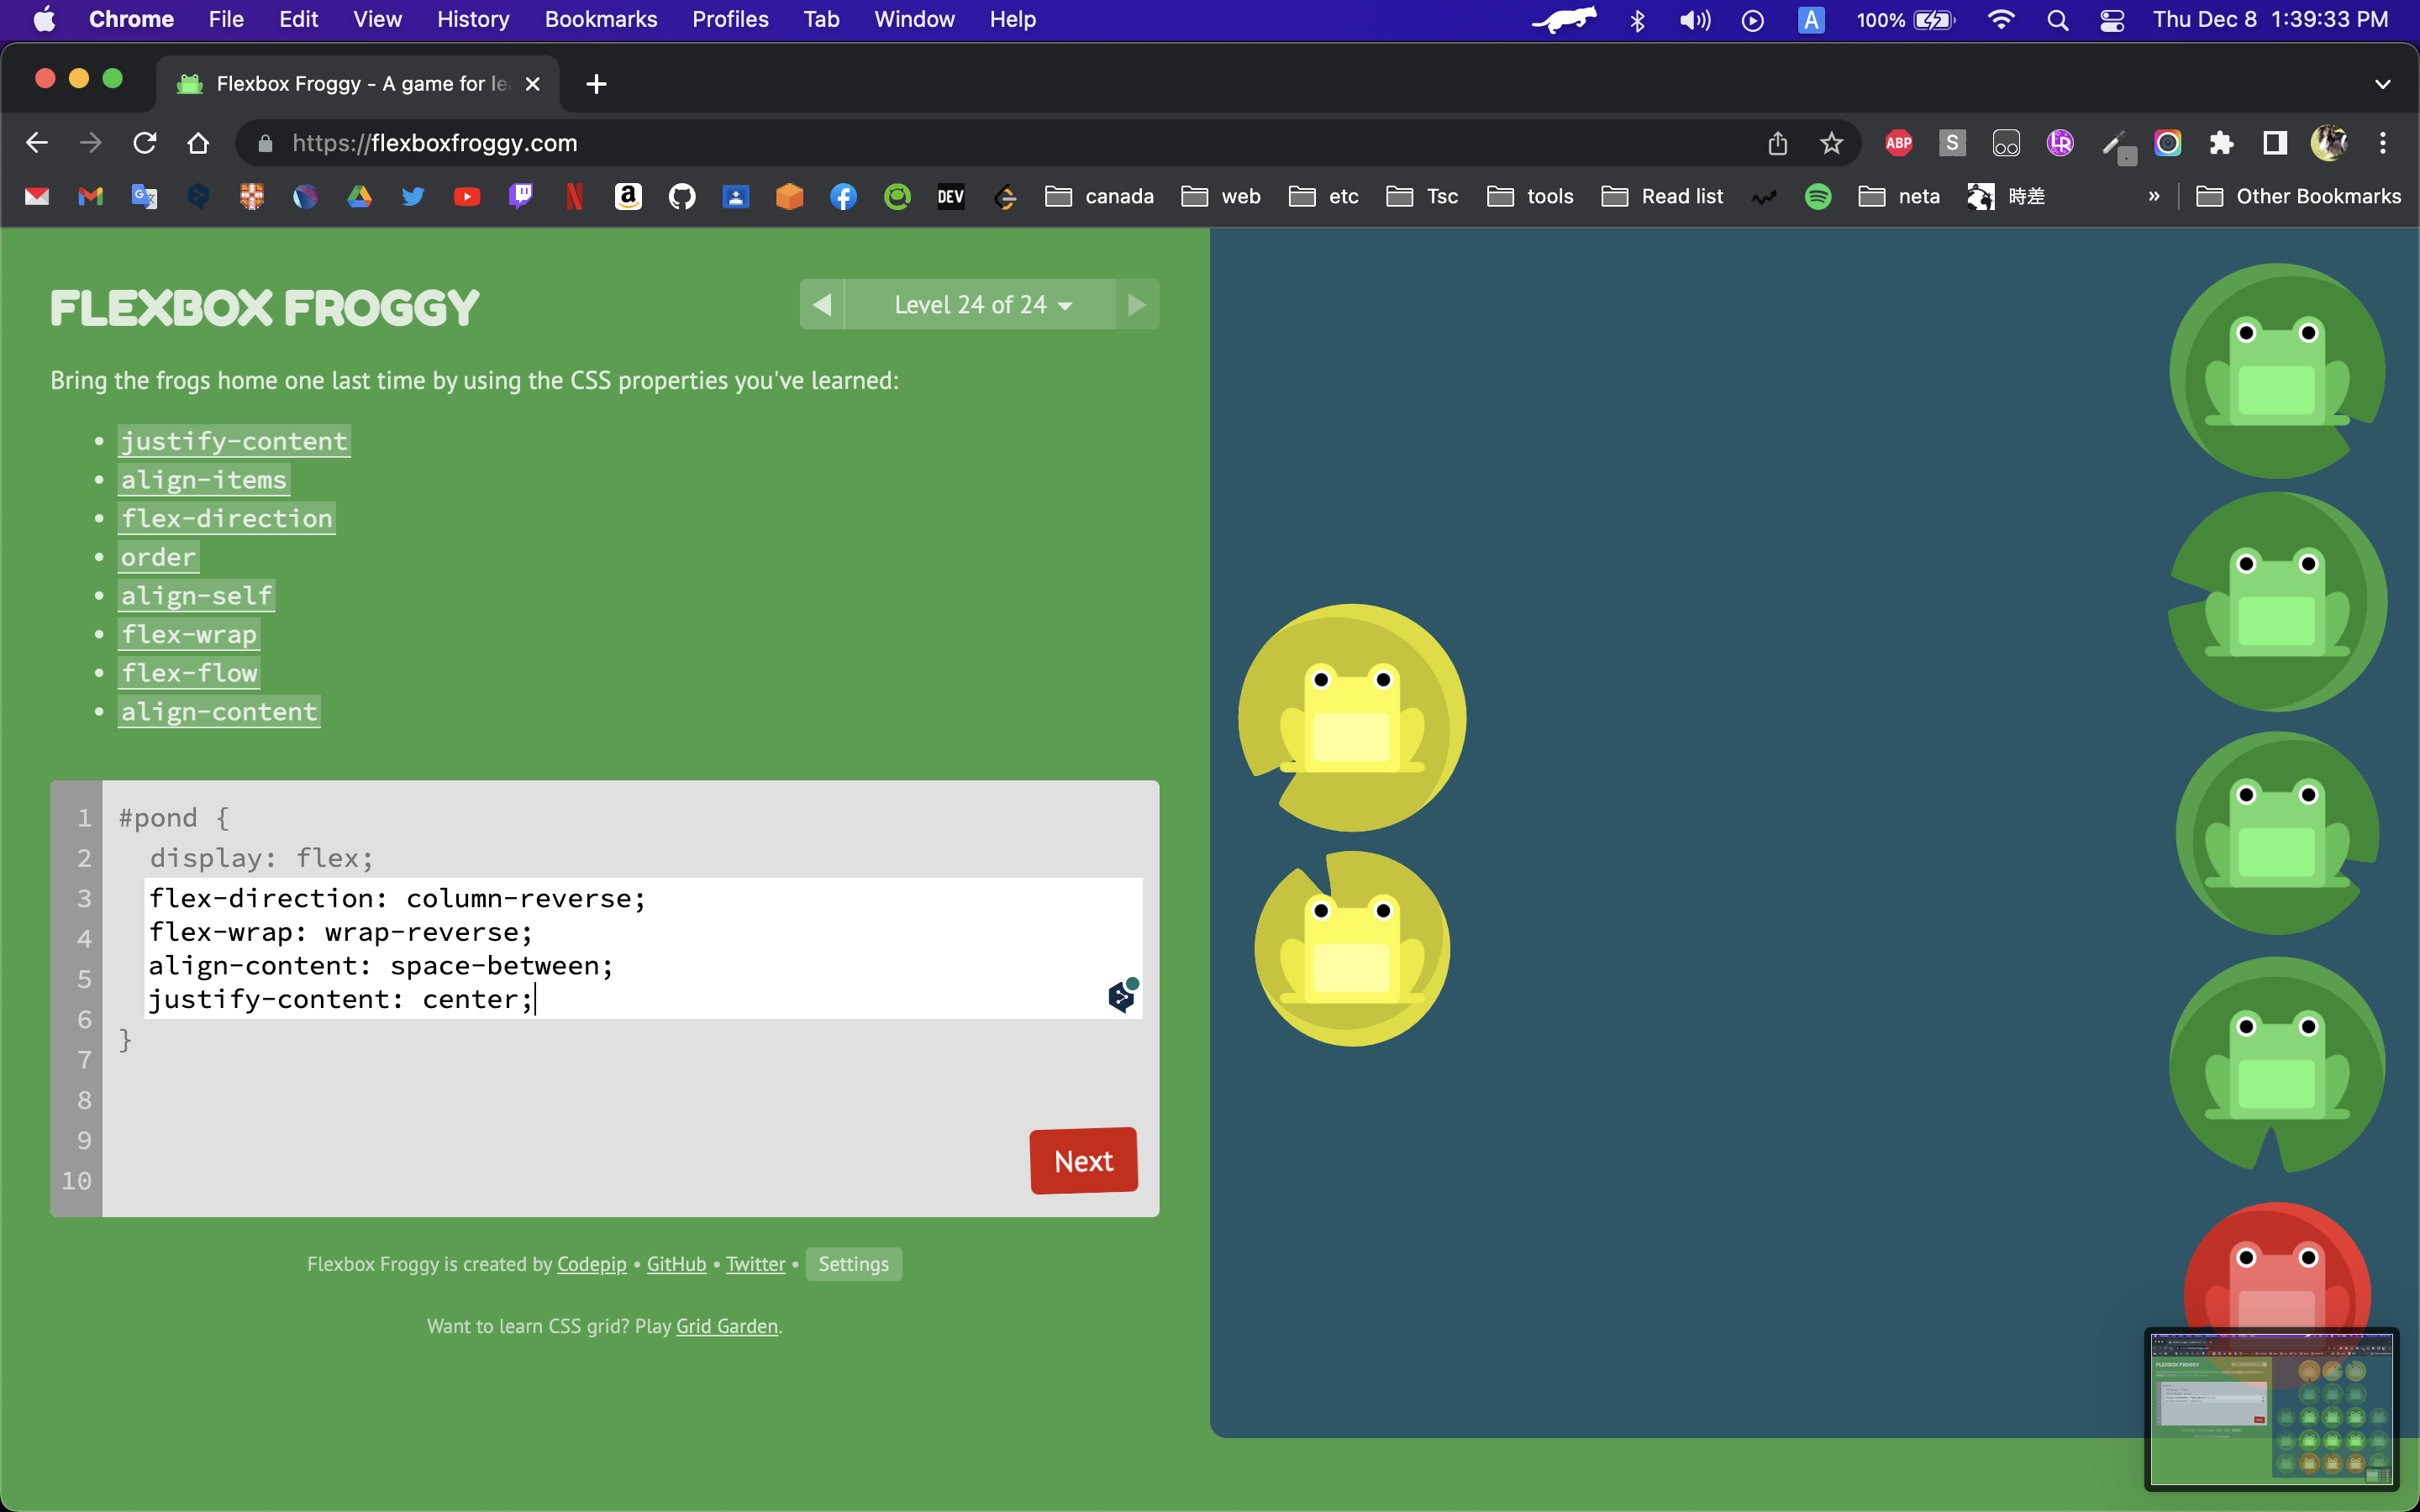 Chrome File Edit View History Bookmarks Profiles Tab Window Help A 100% Thu Dec 8 1:39:33 PM
Flexbox Froggy - A game for le
https://flexboxfroggy.com ABP S LR
DEV canada web etc Tsc tools Read list neta 時差 » Other Bookmarks
FLEXBOX FROGGY
Level 24 of 24
Bring the frogs home one last time by using the CSS properties you've learned:
justify-content
align-items
flex-direction
order
align-self
flex-wrap
flex-flow
align-content
1 #pond {
2 display: flex;
3 flex-direction: column-reverse;
4 flex-wrap: wrap-reverse;
5 align-content: space-between;
6 justify-content: center;
7 }
8
9
10
Next
Flexbox Froggy is created by Codepip • GitHub • Twitter • Settings
Want to learn CSS grid? Play Grid Garden.
FLEXBOX FROGGY